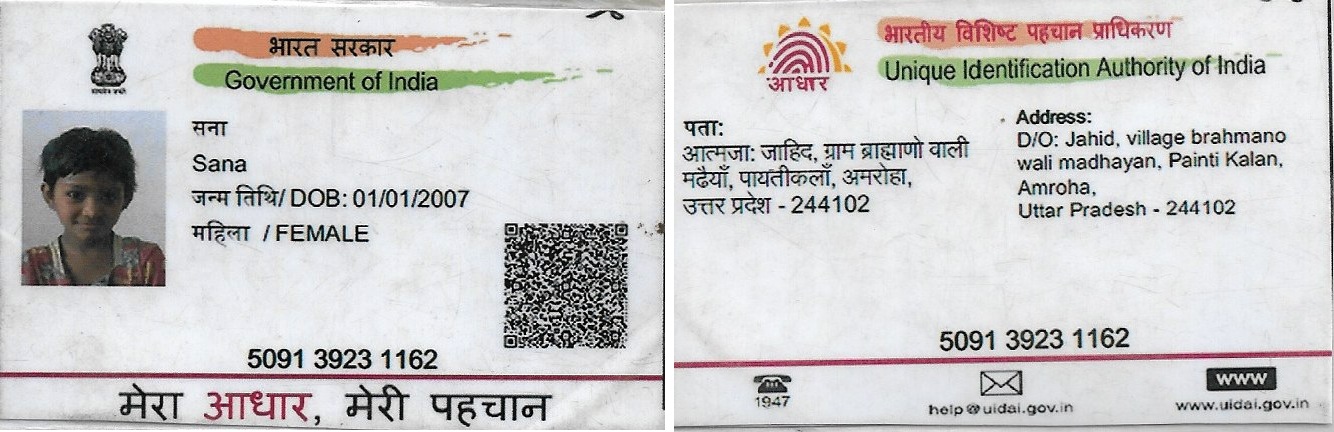 भारत सरकार
Government of India
सना
Sana
जन्म तिथि/ DOB: 01/01/2007
महिला / FEMALE
5091 3923 1162
मेरा आधार, मेरी पहचान
आधार
भारतीय विशिष्ट पहचान प्राधिकरण
Unique Identification Authority of India
पता:
आत्मजा: जाहिद, ग्राम ब्राह्माणो वाली
मढैयाँ, पायतीकलाँ, अमरोहा,
उत्तर प्रदेश - 244102
Address:
D/O: Jahid, village brahmano
wali madhayan, Painti Kalan,
Amroha,
Uttar Pradesh - 244102
5091 3923 1162
1947
help@uidai.gov.in
www
www.uidai.gov.in